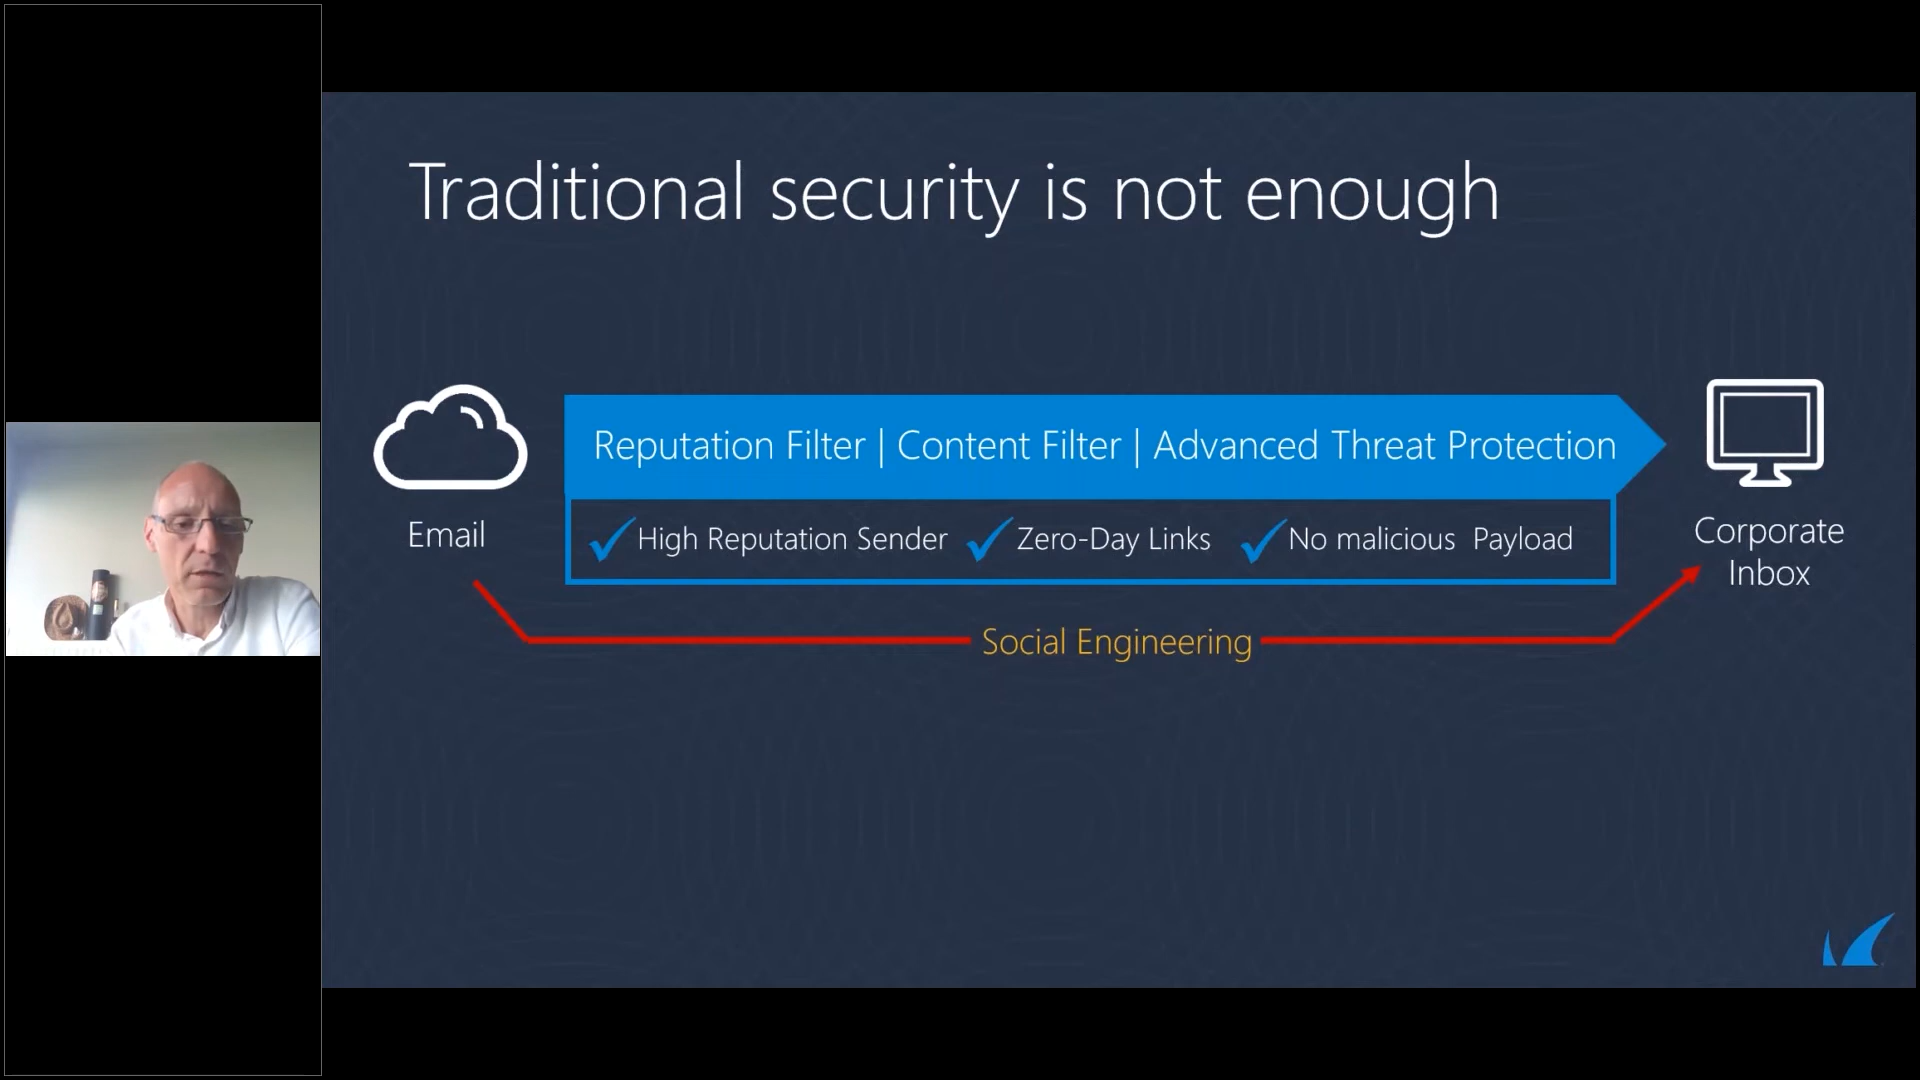 Traditional security is not enough
Reputation Filter | Content Filter | Advanced Threat Protection
Email
High Reputation Sender
Zero-Day Links
No malicious Payload
Corporate
Inbox
Social Engineering